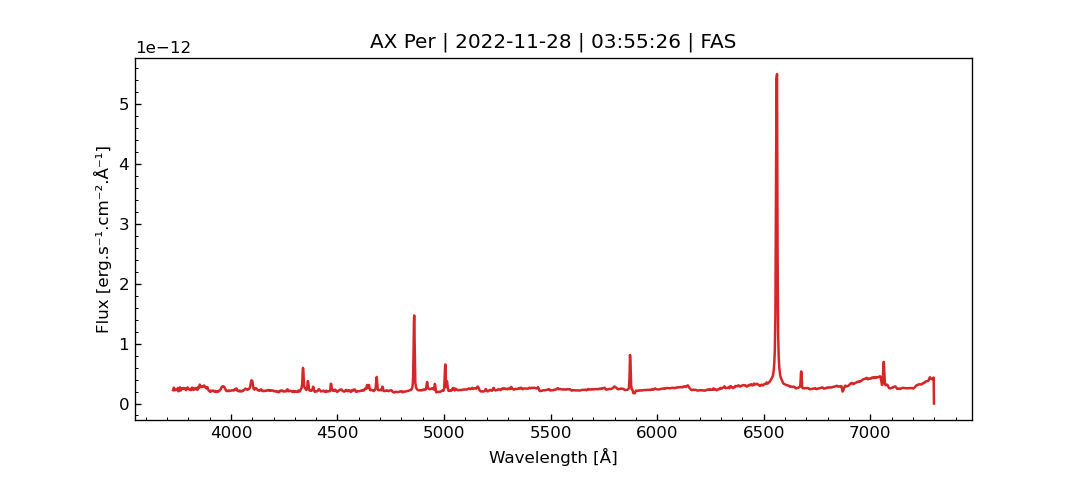 AX Per | 2022-11-28 | 03:55:26 | FAS
1e−12
Flux [erg.s⁻¹.cm⁻².Å⁻¹]
5
4
3
2
1
0
4000 4500 5000 5500 6000 6500 7000
Wavelength [Å]